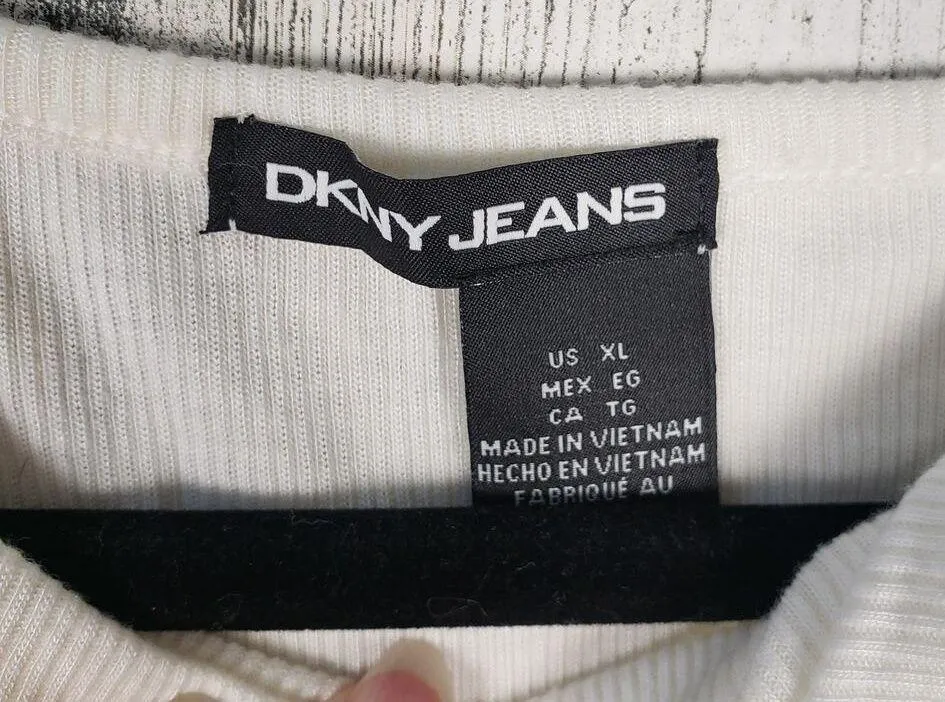 DKNY JEANS
US XL
MEX EG
CA TG
MADE IN VIETNAM
HECHO EN VIETNAM
FABRIQUÉ AU